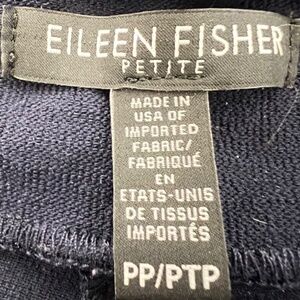 EILEEN FISHER
PETITE
MADE IN
USA OF
IMPORTED
FABRIC/
FABRIQUÉ
EN
ETATS-UNIS
DE TISSUS
IMPORTÉS
PP/PTP